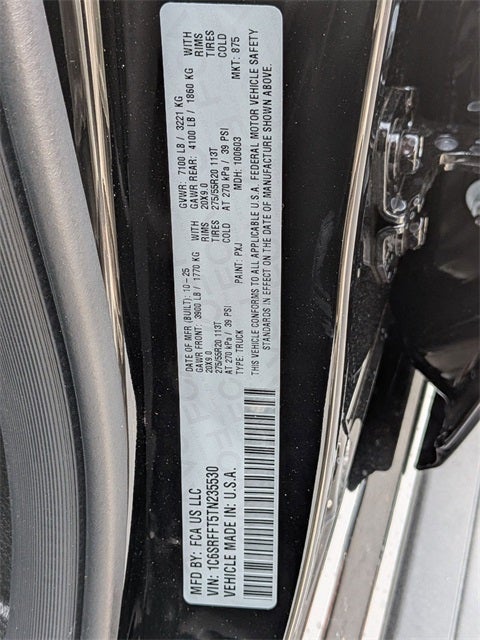 MFD BY: FCA US LLC
VIN: 1C6SRFFT5TN235530
VEHICLE MADE IN: U.S.A.
DATE OF MFR (BUILT): 10-25 GVWR: 7100 LB / 3221 KG
GAWR FRONT: 3900 LB / 1770 KG WITH GAWR REAR: 4100 LB / 1860 KG WITH
20X9.0 RIMS 20X9.0 RIMS
275/55R20 113T TIRES 275/55R20 113T TIRES
AT 270 kPa / 39 PSI COLD AT 270 kPa / 39 PSI COLD
TYPE: TRUCK PAINT: PXJ MDH: 100603 MKT: 875
THIS VEHICLE CONFORMS TO ALL APPLICABLE U.S.A. FEDERAL MOTOR VEHICLE SAFETY
STANDARDS IN EFFECT ON THE DATE OF MANUFACTURE SHOWN ABOVE.